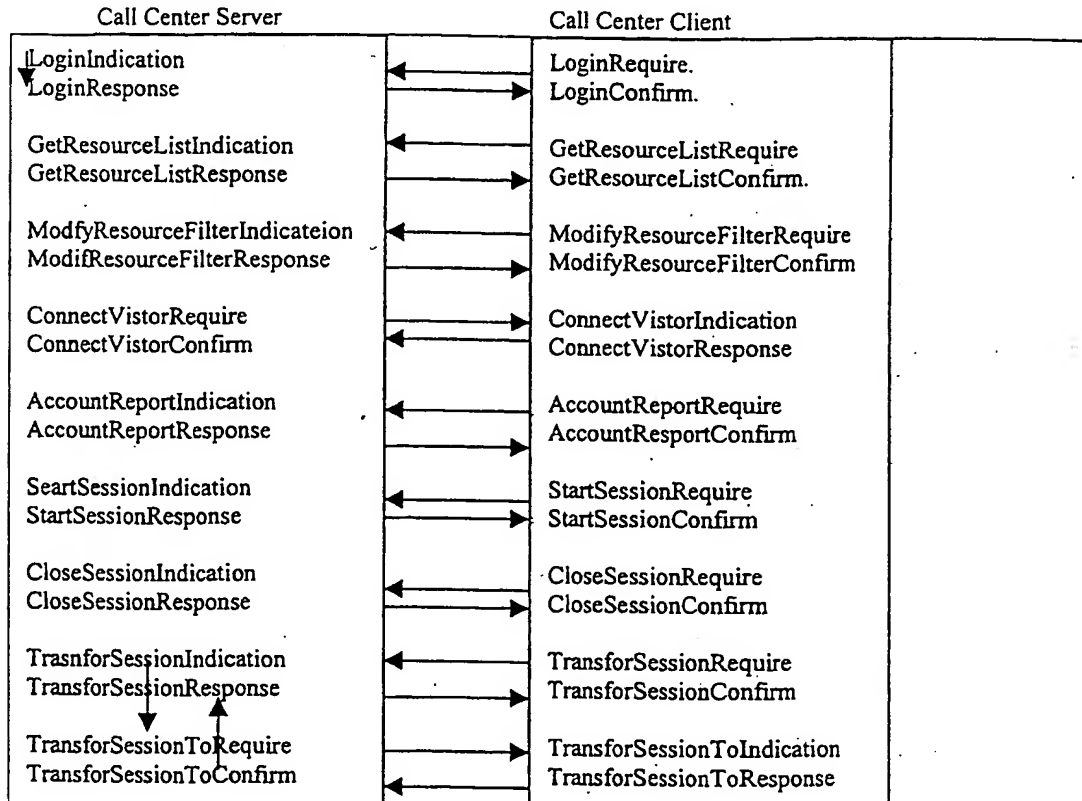 Call Center Server
Call Center Client
LoginIndication
LoginResponse
LoginRequire.
LoginConfirm.
GetResourceListIndication
GetResourceListResponse
GetResourceListRequire
GetResourceListConfirm.
ModfyResourceFilterIndicateion
ModifResourceFilterResponse
ModifyResourceFilterRequire
ModifyResourceFilterConfirm
ConnectVistorRequire
ConnectVistorConfirm
ConnectVistorIndication
ConnectVistorResponse
AccountReportIndication
AccountReportResponse
AccountReportRequire
AccountResportConfirm
SeartSessionIndication
StartSessionResponse
StartSessionRequire
StartSessionConfirm
CloseSessionIndication
CloseSessionResponse
CloseSessionRequire
CloseSessionConfirm
TrasnforSessionIndication
TransforSessionResponse
TransforSessionRequire
TransforSessionConfirm
TransforSessionToRequire
TransforSessionToConfirm
TransforSessionToIndication
TransforSessionToResponse